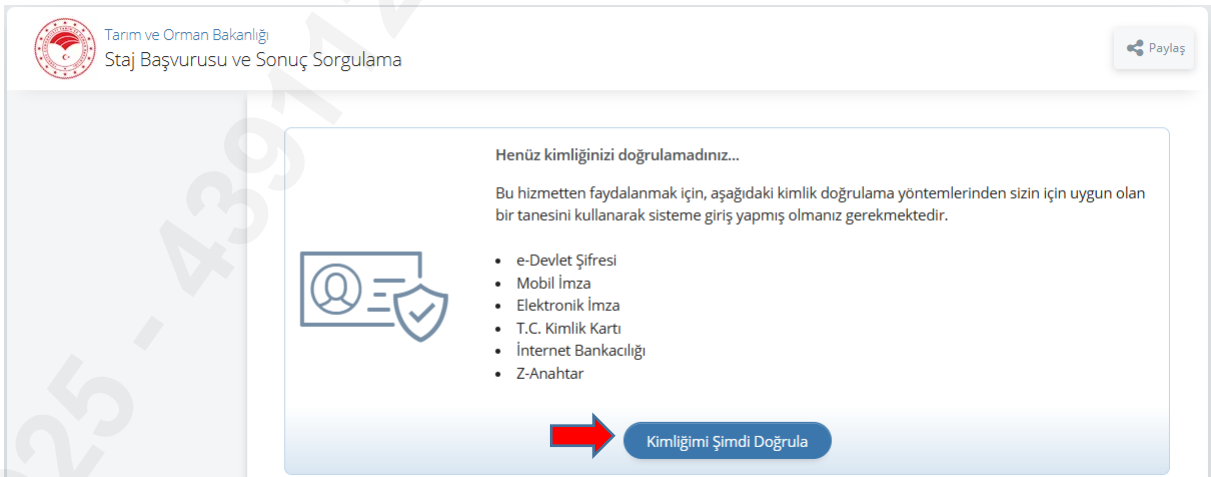 Tarım ve Orman Bakanlığı
Staj Başvurusu ve Sonuç Sorgulama
Paylaş
Henüz kimliğinizi doğrulamadınız...
Bu hizmetten faydalanmak için, aşağıdaki kimlik doğrulama yöntemlerinden sizin için uygun olan
bir tanesini kullanarak sisteme giriş yapmış olmanız gerekmektedir.
• e-Devlet Şifresi
• Mobil İmza
• Elektronik İmza
• T.C. Kimlik Kartı
• İnternet Bankacılığı
• Z-Anahtar
Kimliğimi Şimdi Doğrula